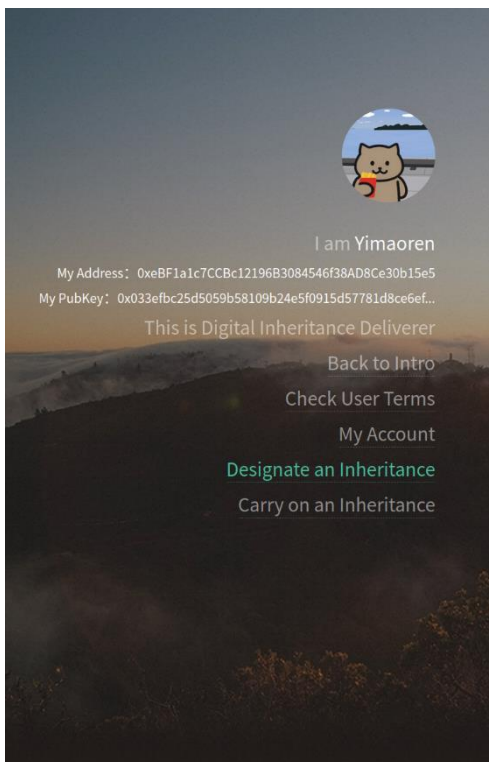 I am Yimaoren
My Address：0xeBF1a1c7CCBc12196B3084546f38AD8Ce30b15e5
My PubKey：0x033efbc25d5059b58109b24e5f0915d57781d8ce6ef...
This is Digital Inheritance Deliverer
Back to Intro
Check User Terms
My Account
Designate an Inheritance
Carry on an Inheritance